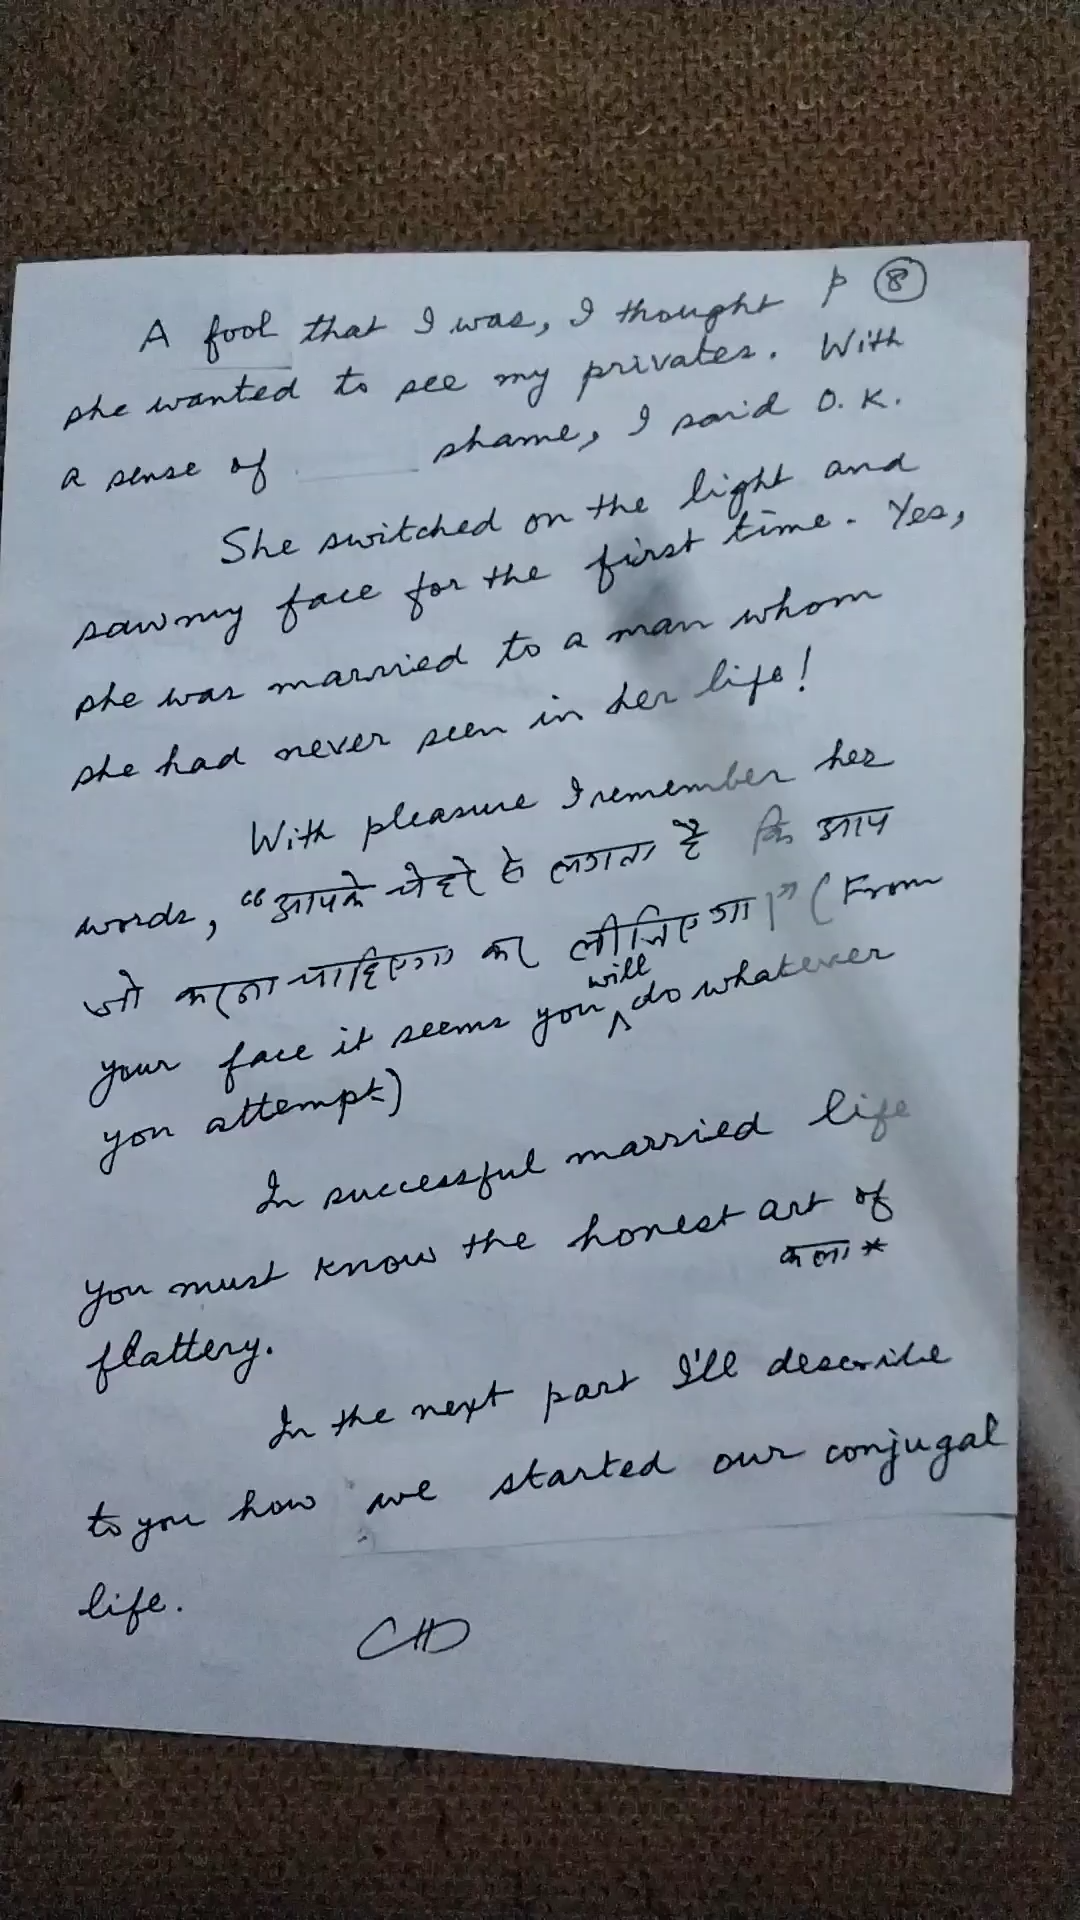 p 8
A fool that I was, I thought
she wanted to see my privates. With
a sense of shame, I said O.K.
She switched on the light and
saw my face for the first time. Yes,
she was married to a man whom
she had never seen in her life!
With pleasure I remember her
words, "आपके चेहरे से लगता है कि आप
जो करना चाहिएगा कर लीजिएगा।" (From
your face it seems you will do whatever
you attempt)
In successful married life
you must know the honest art of
कला *
flattery.
In the next part I'll describe
to you how we started our conjugal
life.